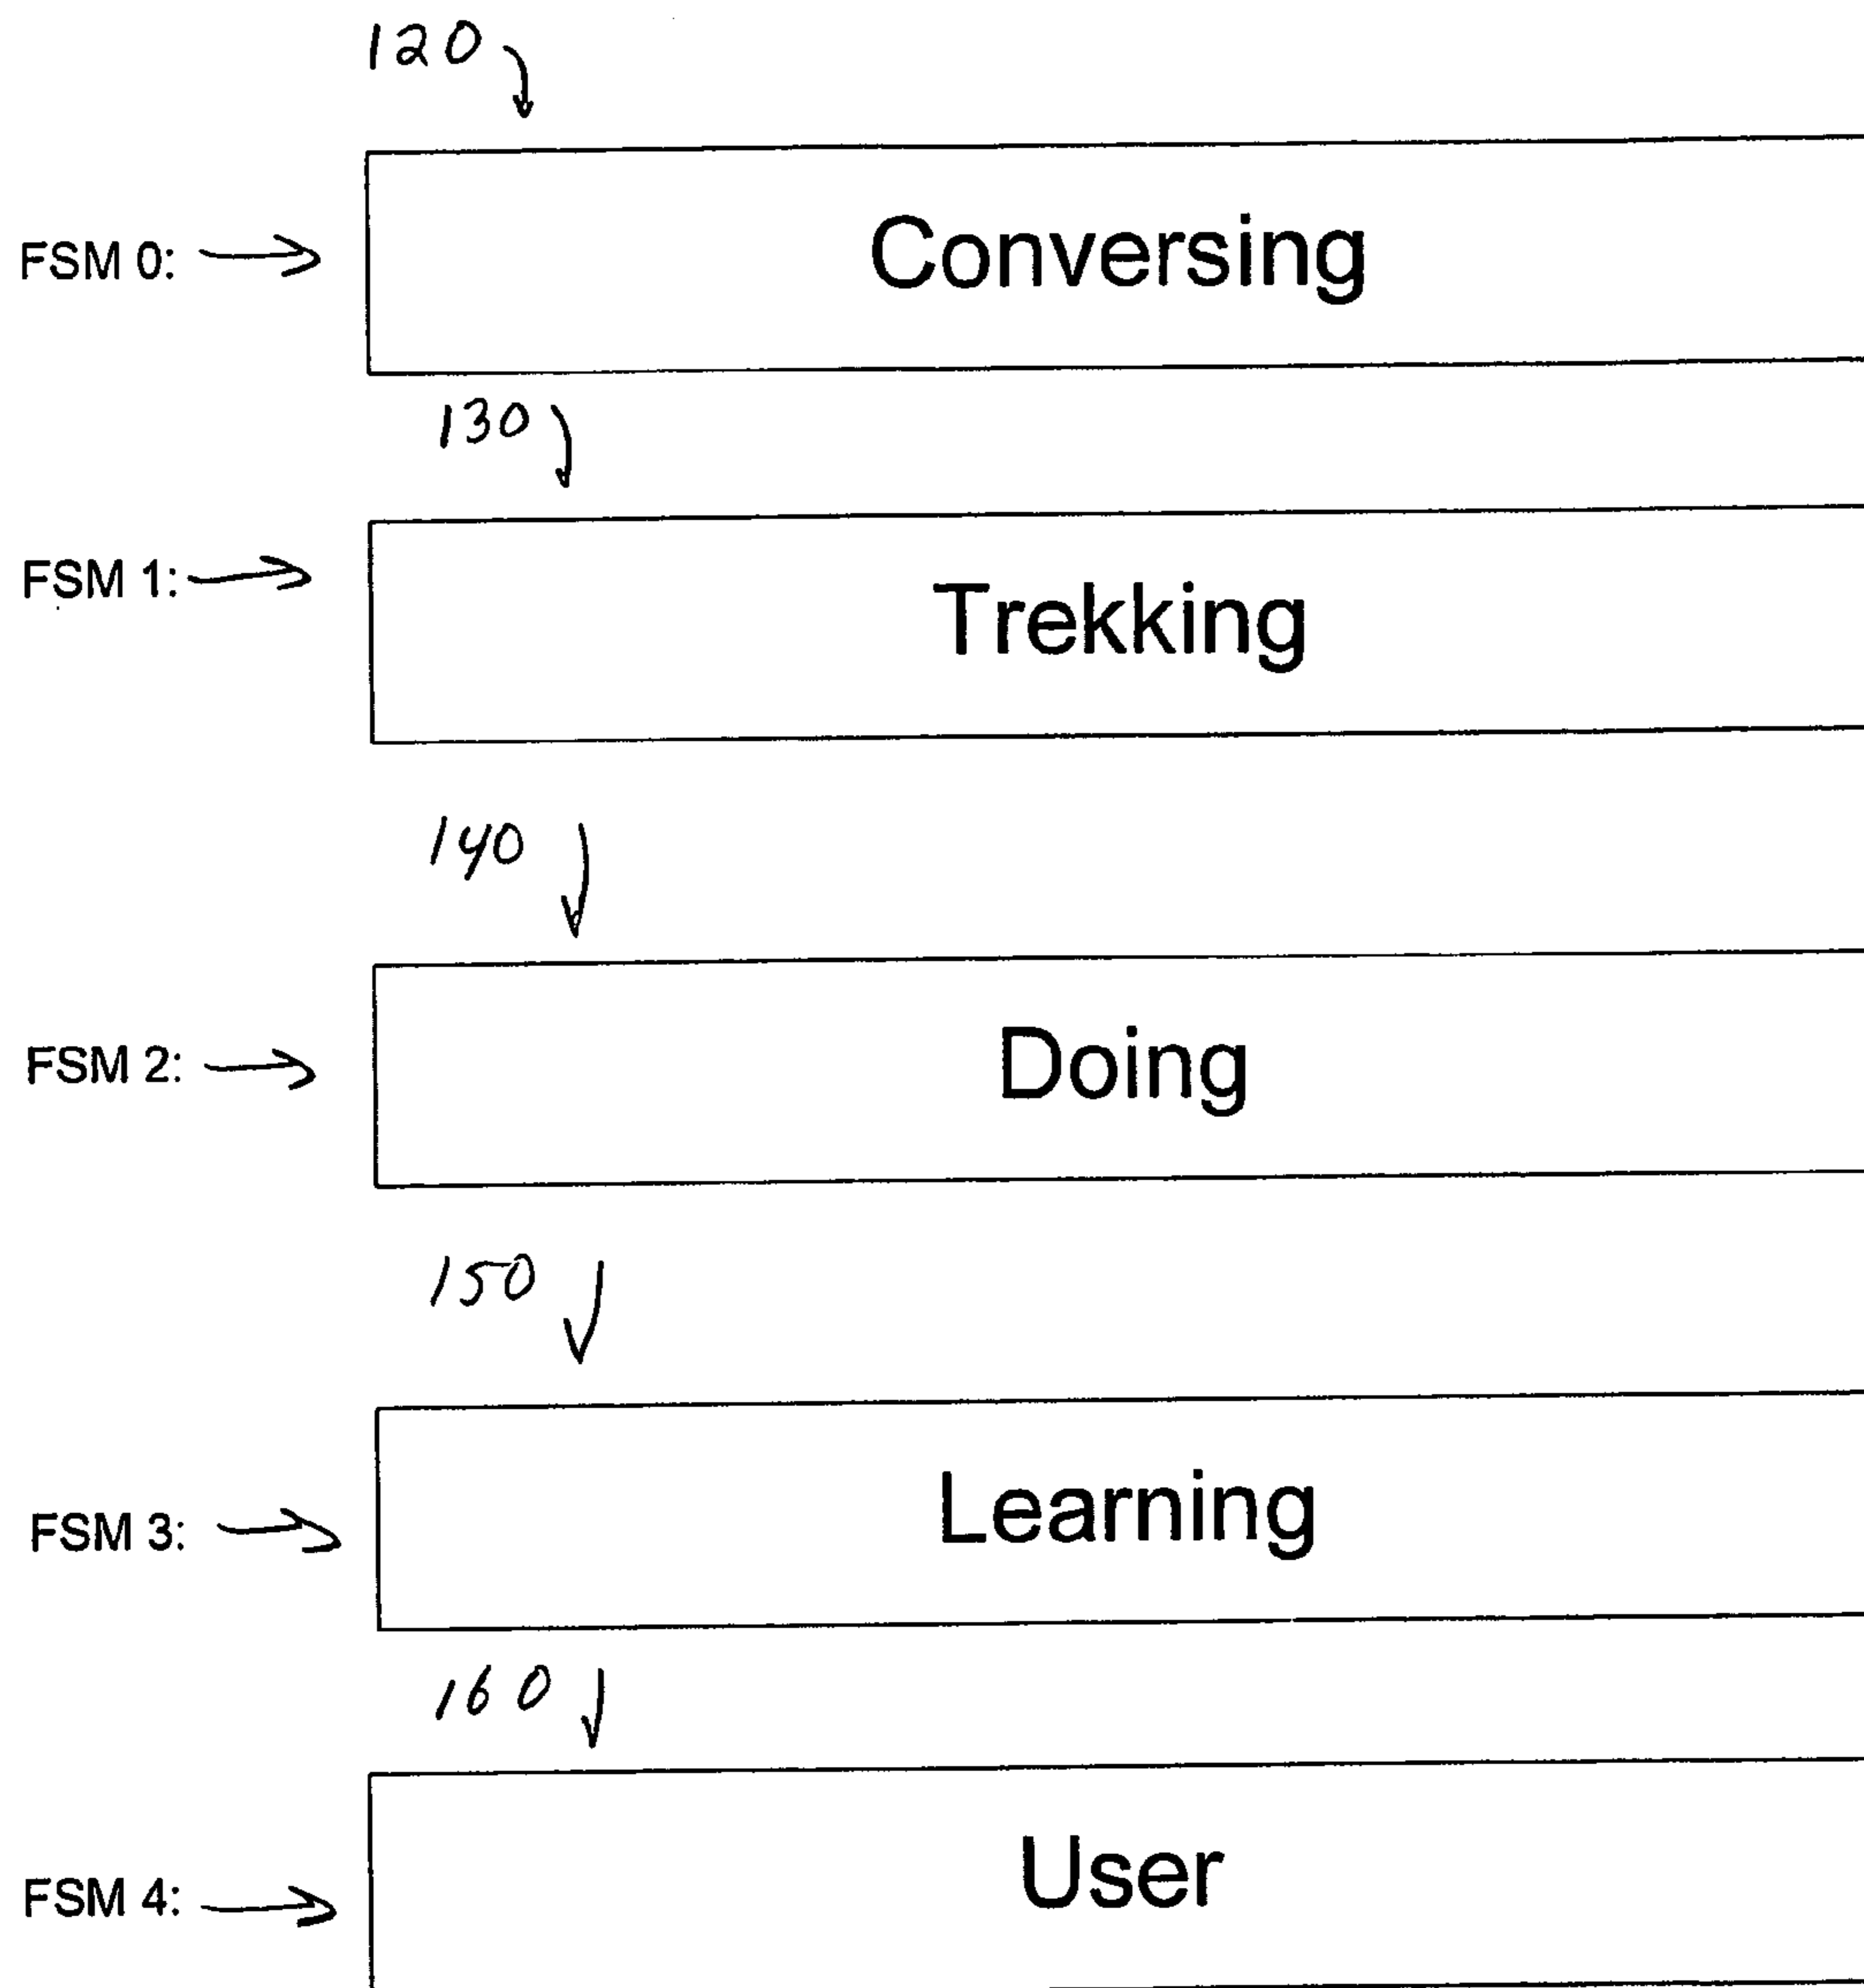 120
FSM 0:
Conversing
130
FSM 1:
Trekking
140
FSM 2:
Doing
150
FSM 3:
Learning
160
FSM 4:
User